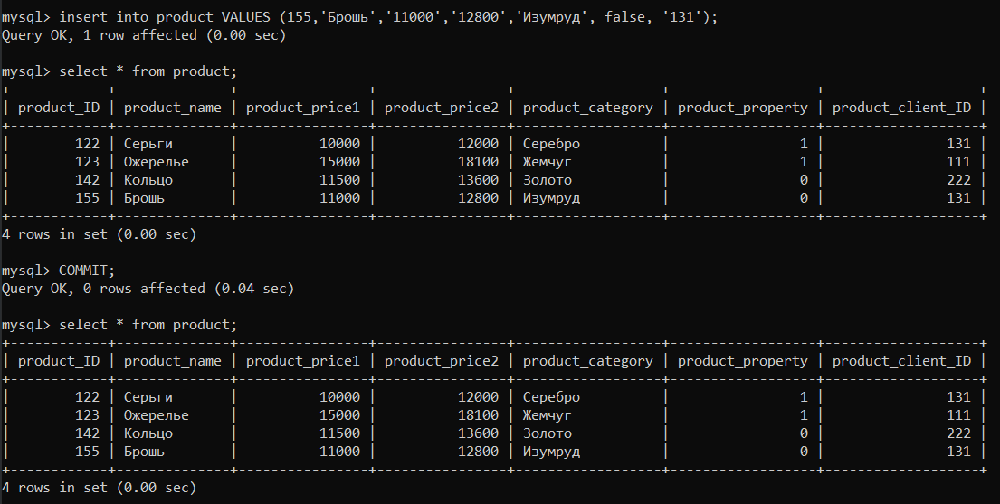 mysql> insert into product VALUES (155,'Брошь','11000','12800','Изумруд', false, '131');
Query OK, 1 row affected (0.00 sec)

mysql> select * from product;
+------------+--------------+----------------+----------------+------------------+------------------+-------------------+
| product_ID | product_name | product_price1 | product_price2 | product_category | product_property | product_client_ID |
+------------+--------------+----------------+----------------+------------------+------------------+-------------------+
|        122 | Серьги       |          10000 |          12000 | Серебро          |                1 |               131 |
|        123 | Ожерелье     |          15000 |          18100 | Жемчуг           |                1 |               111 |
|        142 | Кольцо       |          11500 |          13600 | Золото           |                0 |               222 |
|        155 | Брошь        |          11000 |          12800 | Изумруд          |                0 |               131 |
+------------+--------------+----------------+----------------+------------------+------------------+-------------------+
4 rows in set (0.00 sec)

mysql> COMMIT;
Query OK, 0 rows affected (0.04 sec)

mysql> select * from product;
+------------+--------------+----------------+----------------+------------------+------------------+-------------------+
| product_ID | product_name | product_price1 | product_price2 | product_category | product_property | product_client_ID |
+------------+--------------+----------------+----------------+------------------+------------------+-------------------+
|        122 | Серьги       |          10000 |          12000 | Серебро          |                1 |               131 |
|        123 | Ожерелье     |          15000 |          18100 | Жемчуг           |                1 |               111 |
|        142 | Кольцо       |          11500 |          13600 | Золото           |                0 |               222 |
|        155 | Брошь        |          11000 |          12800 | Изумруд          |                0 |               131 |
+------------+--------------+----------------+----------------+------------------+------------------+-------------------+
4 rows in set (0.00 sec)